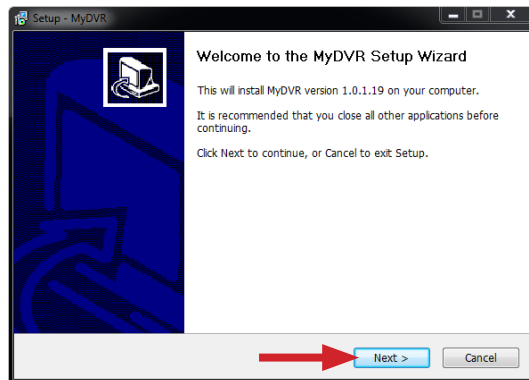 Setup - MyDVR
Welcome to the MyDVR Setup Wizard
This will install MyDVR version 1.0.1.19 on your computer.
It is recommended that you close all other applications before
continuing.
Click Next to continue, or Cancel to exit Setup.
Next >
Cancel